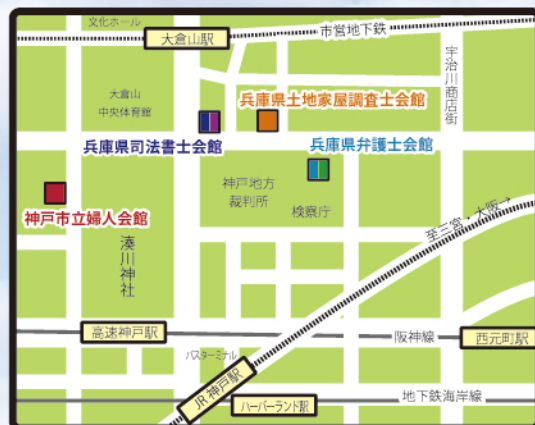 文化ホール
大倉山駅
市営地下鉄
宇治川商店街
大倉山
中央体育館
兵庫県土地家屋調査士会館
兵庫県司法書士会館
兵庫県弁護士会館
神戸地方
裁判所
検察庁
神戸市立婦人会館
湊川神社
至三宮・大阪→
高速神戸駅
バスターミナル
阪神線
西元町駅
JR神戸駅
ハーバーランド駅
地下鉄海岸線